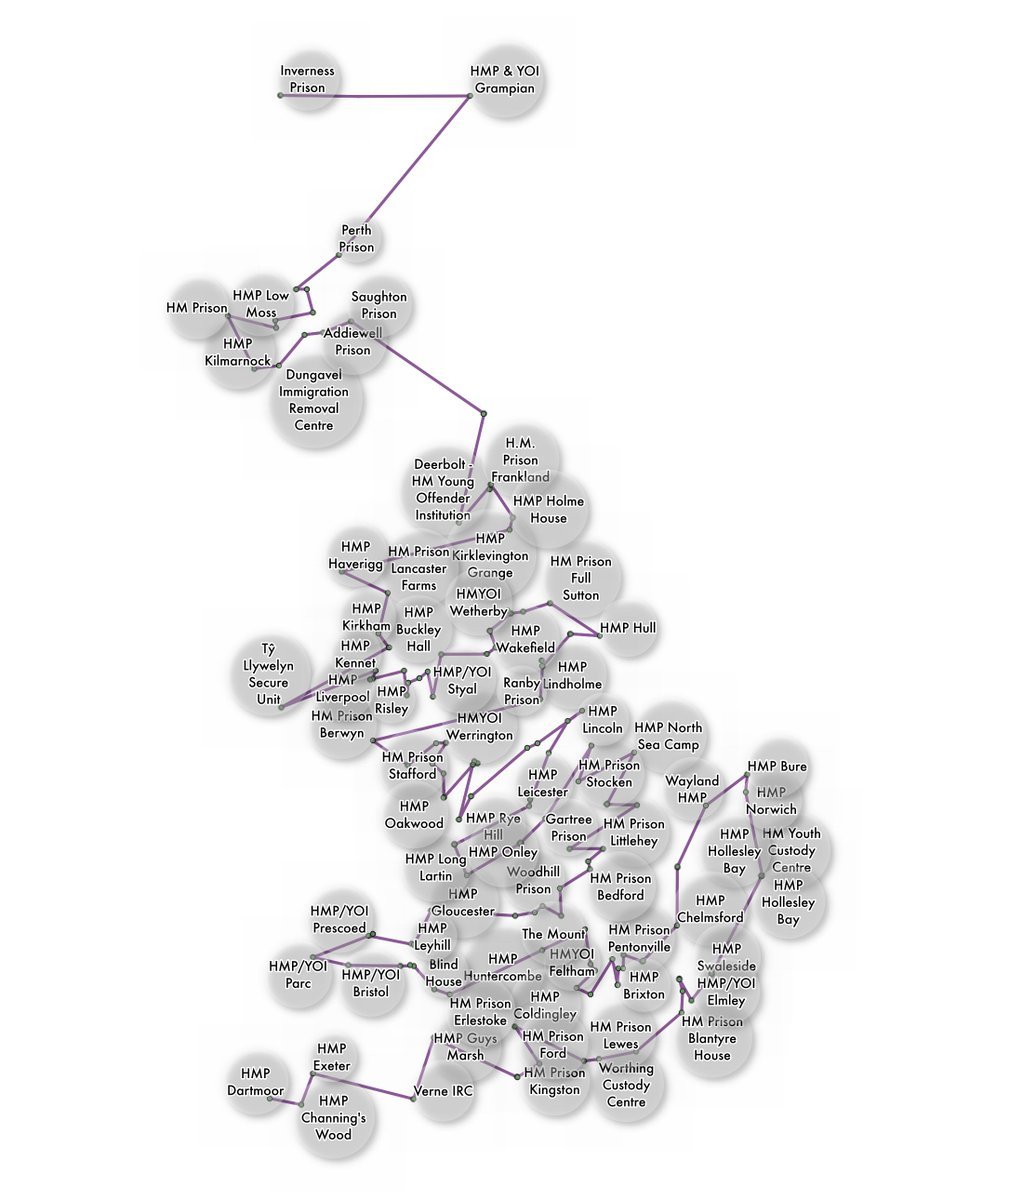 Inverness
Prison
HMP & YOI
Grampian
Perth
Prison
HM Prison
HMP Low
Moss
Saughton
Prison
HMP
Kilmarnock
Addiewell
Prison
Dungavel
Immigration
Removal
Centre
Deerbolt -
HM Young
Offender
Institution
H.M.
Prison
Frankland
HMP Holme
House
HMP
Haverigg
HM Prison
Lancaster
Farms
HMP
Kirklevington
Grange
HM Prison
Full
Sutton
HMYOI
Wetherby
HMP
Kirkham
HMP
Buckley
Hall
HMP
Wakefield
HMP Hull
Tŷ
Llywelyn
Secure
Unit
HMP
Kennet
HMP
Liverpool
HMP
Risley
HMP/YOI
Styal
Ranby
Prison
HMP
Lindholme
HM Prison
Berwyn
HMYOI
Werrington
HMP
Lincoln
HMP North
Sea Camp
HM Prison
Stafford
HM Prison
Stocken
HMP
Leicester
Wayland
HMP
HMP Bure
HMP
Norwich
HMP
Oakwood
HMP Rye
Hill
Gartree
Prison
HM Prison
Littlehey
HMP
Hollesley
Bay
HM Youth
Custody
Centre
HMP Long
Lartin
HMP Onley
Woodhill
Prison
HM Prison
Bedford
HMP
Hollesley
Bay
HMP
Gloucester
HMP
Chelmsford
HMP/YOI
Prescoed
HMP
Leyhill
The Mount
HM Prison
Pentonville
HMP/YOI
Parc
HMP/YOI
Bristol
Blind
House
HMP
Huntercombe
HMYOI
Feltham
HMP
Brixton
HMP
Swaleside
HMP/YOI
Elmley
HM Prison
Erlestoke
HMP
Coldingley
HM Prison
Blantyre
House
HMP Guys
Marsh
HM Prison
Ford
HM Prison
Lewes
HMP
Dartmoor
HMP
Exeter
HMP
Channing's
Wood
Verne IRC
HM Prison
Kingston
Worthing
Custody
Centre